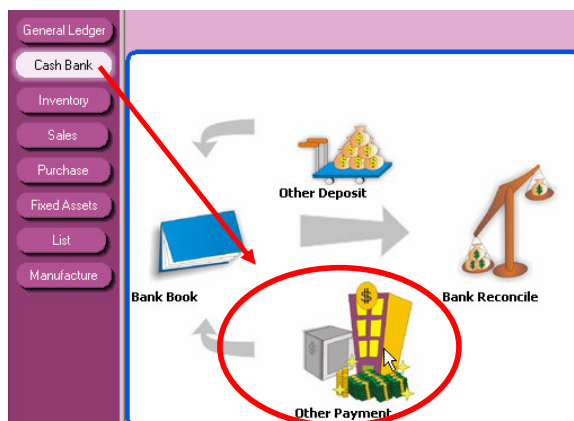 General Ledger
Cash Bank
Inventory
Sales
Purchase
Fixed Assets
List
Manufacture
Other Deposit
Bank Book
Bank Reconcile
Other Payment